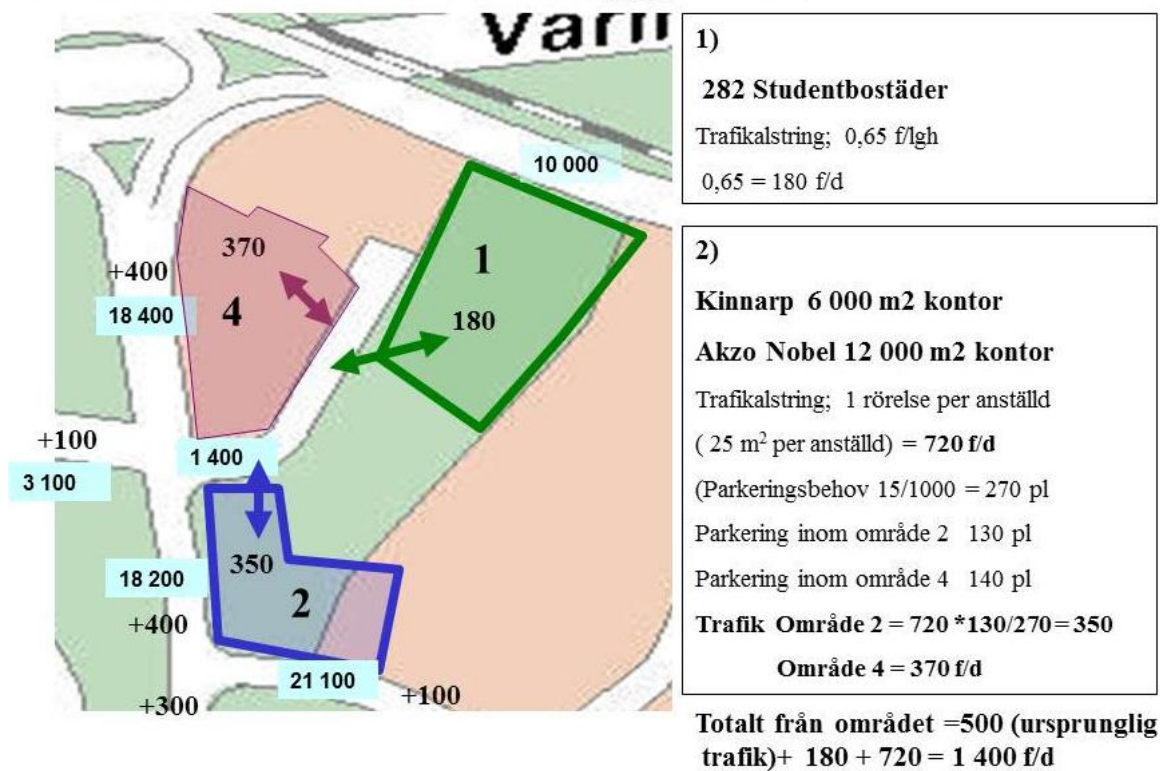 Värm
10 000
1
370
180
+400
18 400
4
+100
1 400
3 100
350
18 200
2
+400
21 100
+100
+300
1)
282 Studentbostäder
Trafikalstring; 0,65 f/lgh
0,65 = 180 f/d
2)
Kinnarp 6 000 m2 kontor
Akzo Nobel 12 000 m2 kontor
Trafikalstring; 1 rörelse per anställd
( 25 m² per anställd) = 720 f/d
(Parkeringsbehov 15/1000 = 270 pl
Parkering inom område 2 130 pl
Parkering inom område 4 140 pl
Trafik Område 2 = 720 *130/270= 350
Område 4 = 370 f/d
Totalt från området =500 (ursprunglig
trafik)+ 180 + 720 = 1 400 f/d